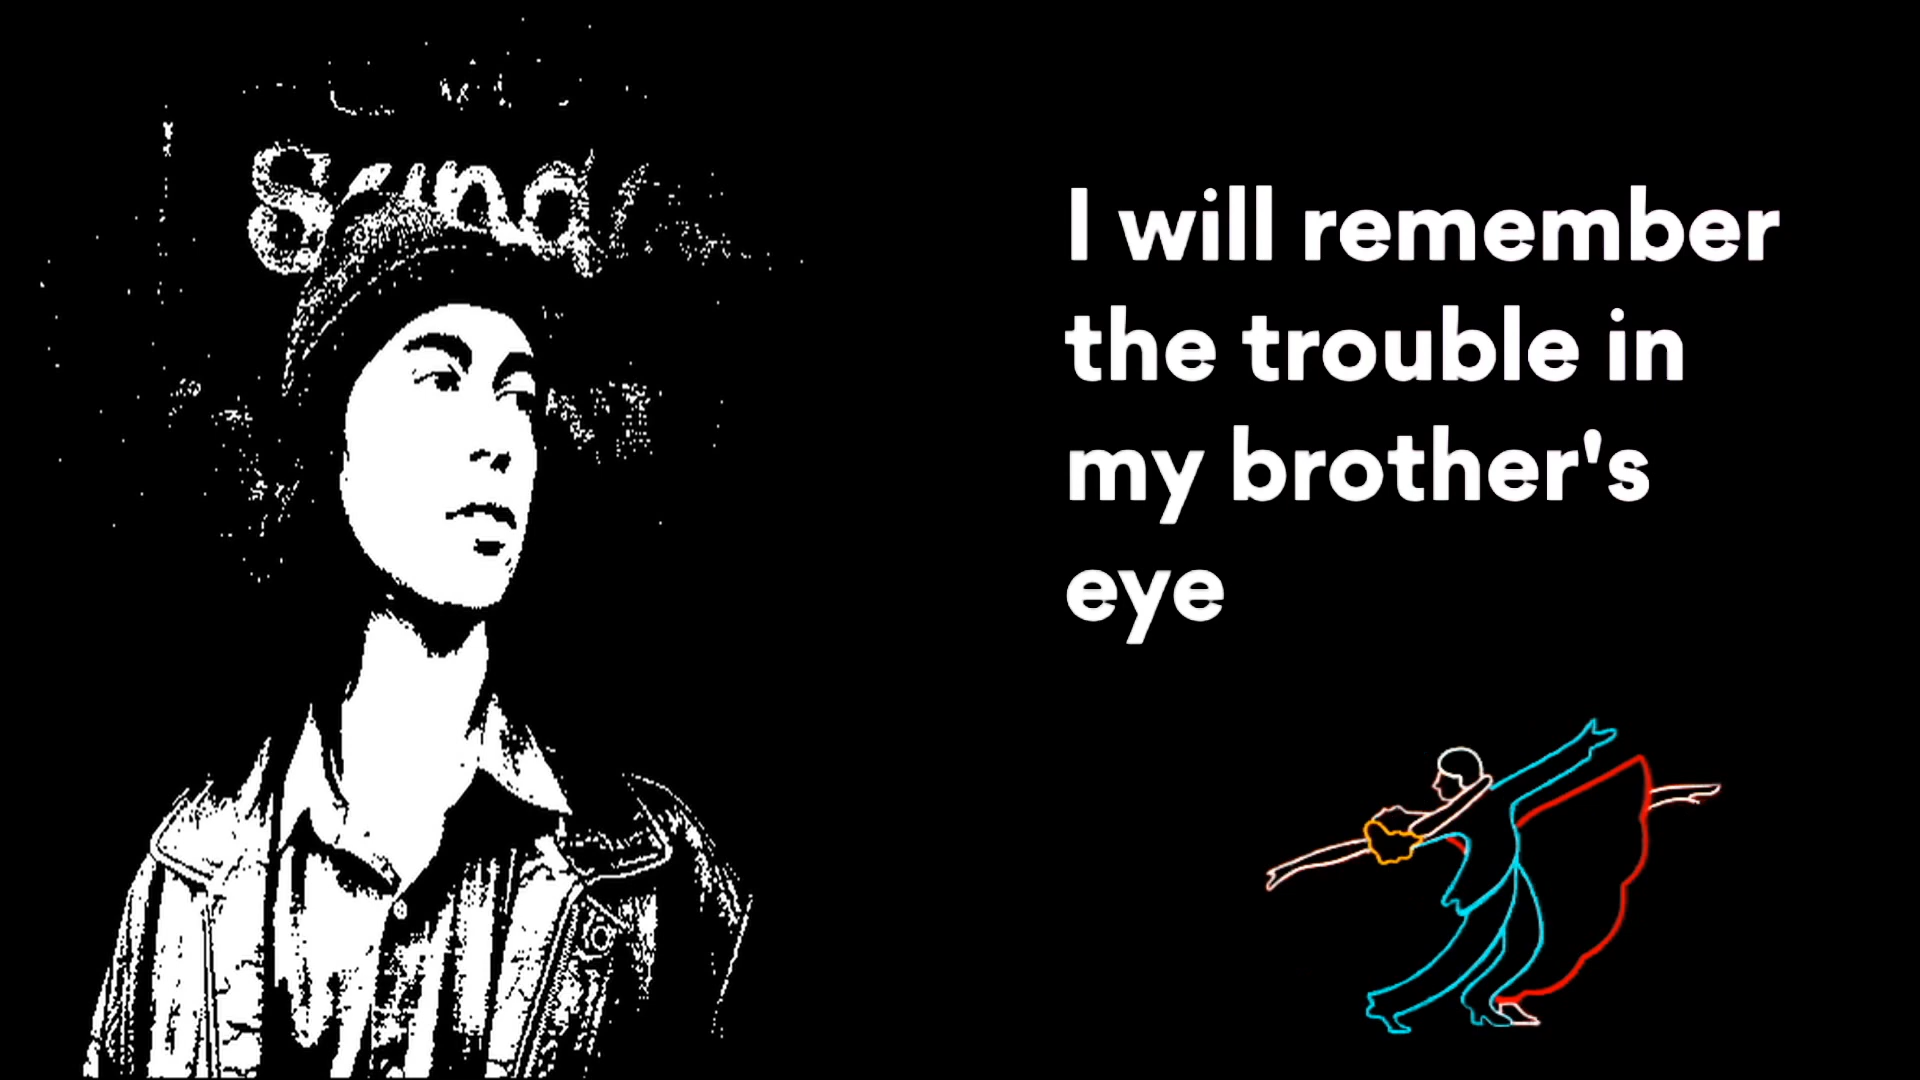 I will remember
the trouble in
my brother's
eye